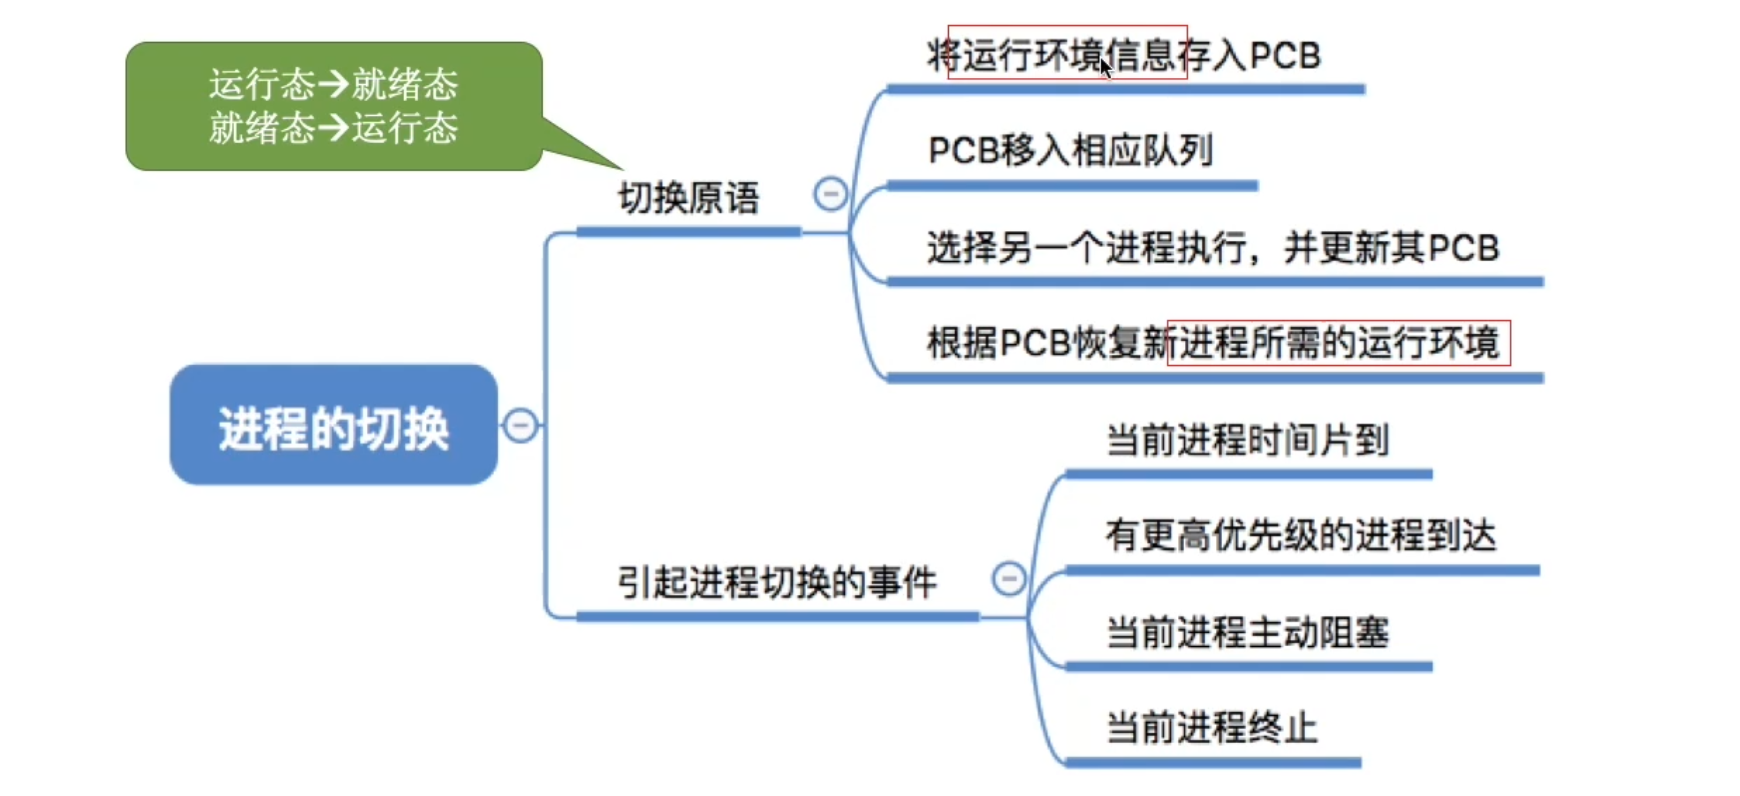 运行态→就绪态
就绪态→运行态
将运行环境信息存入PCB
PCB移入相应队列
切换原语
选择另一个进程执行，并更新其PCB
根据PCB恢复新进程所需的运行环境
进程的切换
当前进程时间片到
有更高优先级的进程到达
引起进程切换的事件
当前进程主动阻塞
当前进程终止